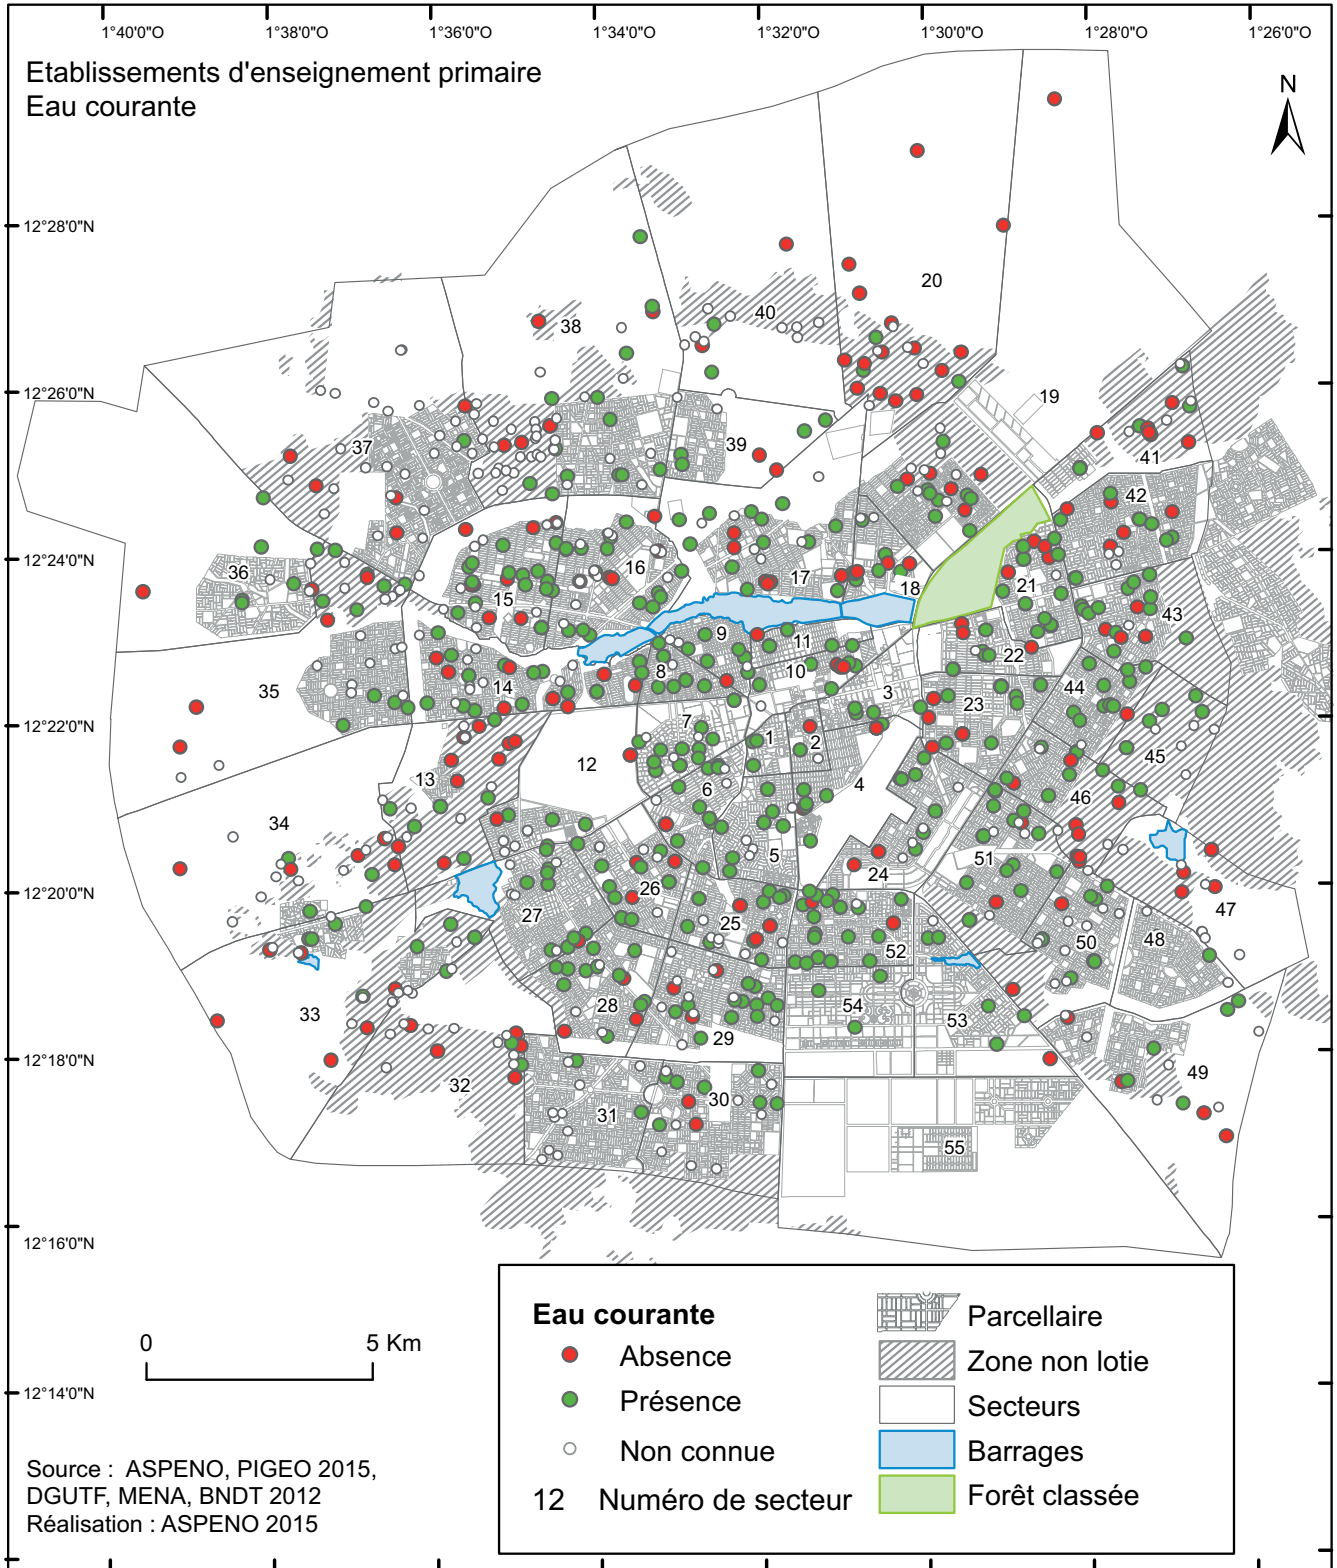 1°40'0"O 1°38'0"O 1°36'0"O 1°34'0"O 1°32'0"O 1°30'0"O 1°28'0"O 1°26'0"O
Etablissements d'enseignement primaire
Eau courante
N
12°28'0"N
20
40
38
12°26'0"N
19
39
37
41
42
12°24'0"N
16
36
17
18
21
15
43
9
11
22
8
10
14
44
35
3
23
12°22'0"N
7
1
2
45
12
13
4
6
46
34
5
51
24
12°20'0"N
26
47
27
25
50
48
52
28
54
33
53
29
12°18'0"N
49
32
30
31
55
12°16'0"N
Eau courante
Absence
Présence
Non connue
12 Numéro de secteur
Parcellaire
Zone non lotie
Secteurs
Barrages
Forêt classée
0 5 Km
12°14'0"N
Source : ASPENO, PIGEO 2015,
DGUTF, MENA, BNDT 2012
Réalisation : ASPENO 2015